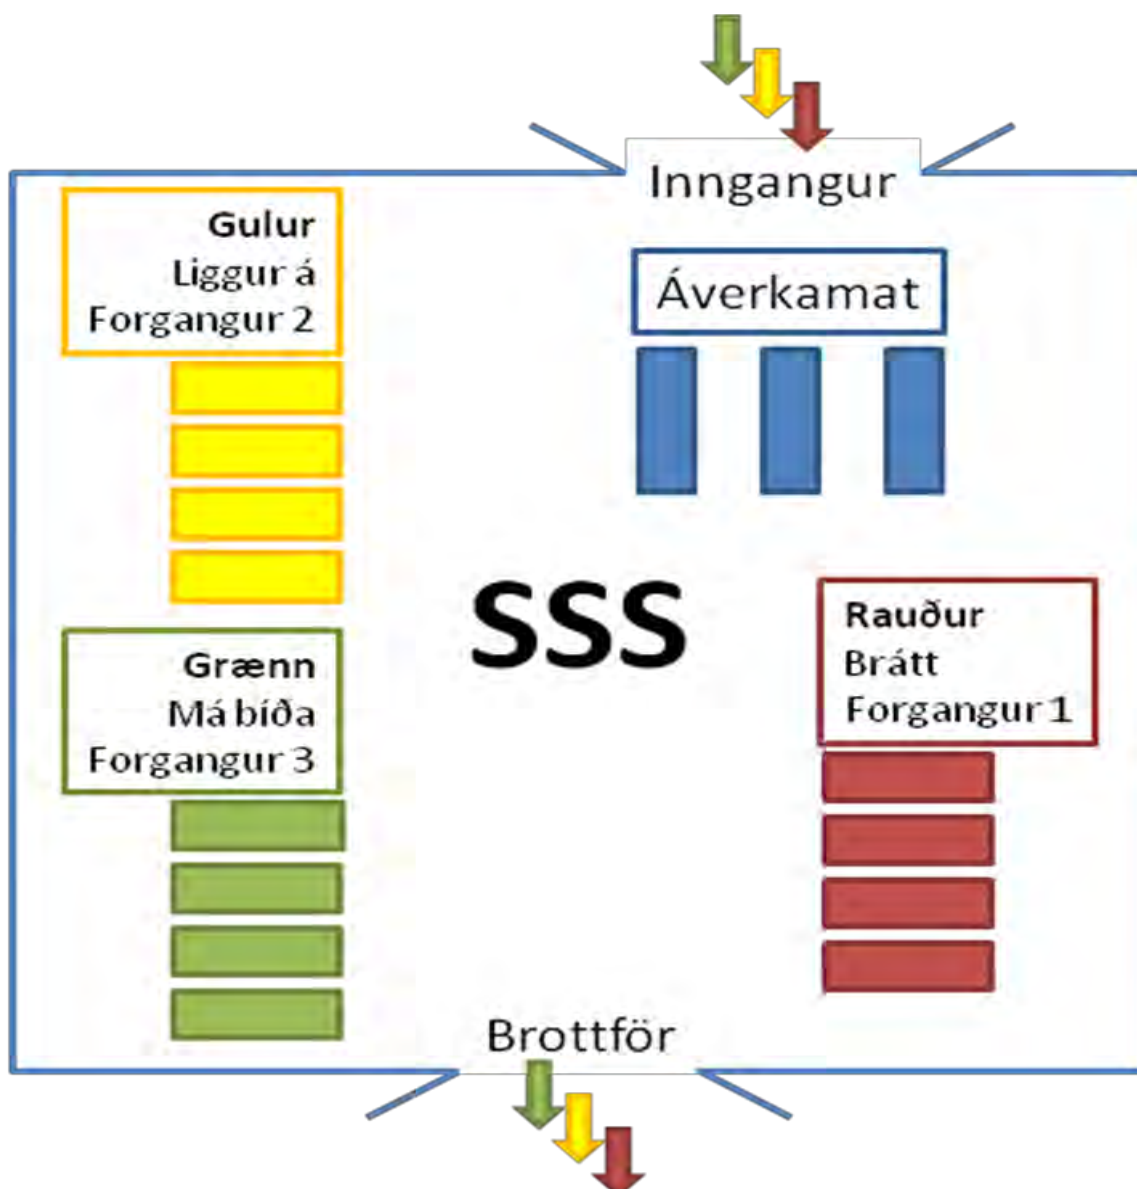 Inngangur
Gulur
Liggur á
Forgangur 2
Áverkamat
SSS
Rauður
Brátt
Forgangur 1
Grænn
Má bíða
Forgangur 3
Brottför